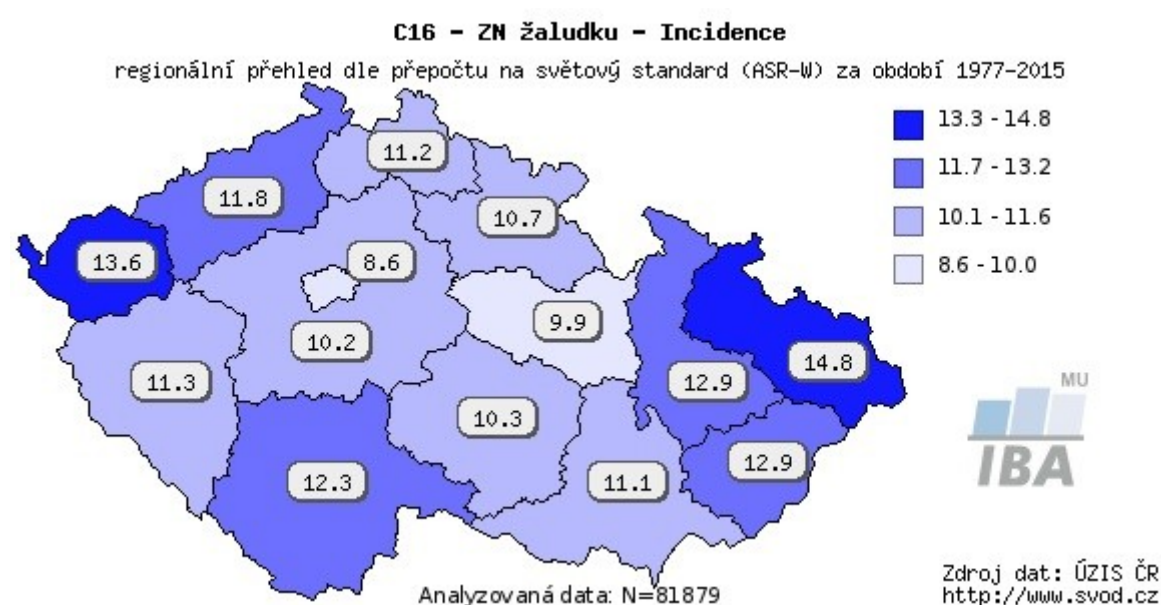 C16 - ZN žaludku - Incidence
regionální přehled dle přepočtu na světový standard (ASR-W) za období 1977-2015
13.3 - 14.8
11.7 - 13.2
10.1 - 11.6
8.6 - 10.0
11.2
11.8
10.7
13.6
8.6
9.9
10.2
14.8
11.3
12.9
10.3
12.9
12.3
11.1
MU
IBA
Analyzovaná data: N=81879
Zdroj dat: ÚZIS ČR
http://www.svod.cz